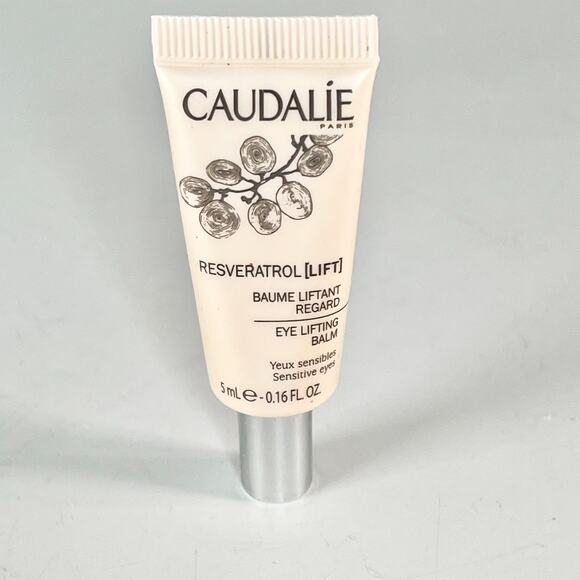 CAUDALÍE
PARIS
RESVERATROL [LIFT]
BAUME LIFTANT
REGARD
EYE LIFTING
BALM
Yeux sensibles
Sensitive eyes
5 mL e - 0.16 FL. OZ.